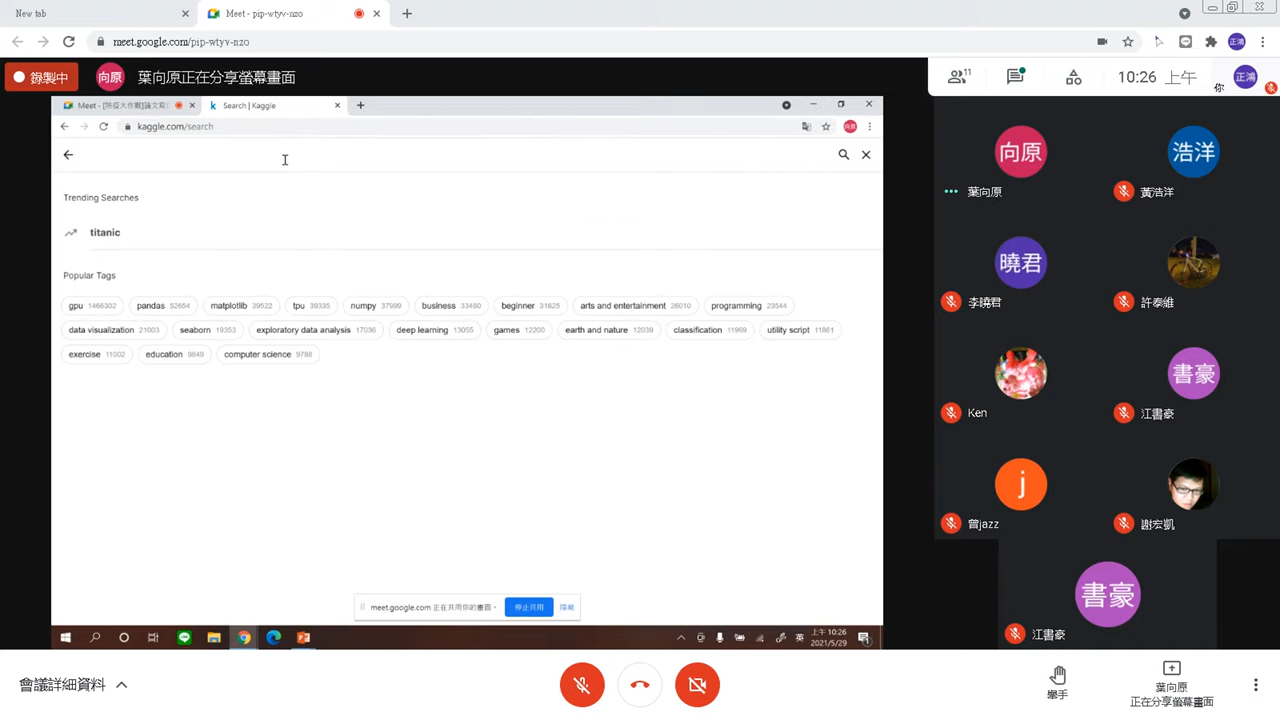 New tab
Meet - pip-wtyv-nzo
meet.google.com/pip-wtyv-nzo
正鴻
錄製中
向原
葉向原正在分享螢幕畫面
11
10:26 上午
你
正鴻
Meet - [防疫大作戰]論文寫
Search | Kaggle
kaggle.com/search
向原
Trending Searches
titanic
Popular Tags
gpu 1466302
pandas 52654
matplotlib 39522
tpu 39335
numpy 37999
business 33480
beginner 31625
arts and entertainment 26010
programming 23544
data visualization 21003
seaborn 19353
exploratory data analysis 17036
deep learning 13055
games 12200
earth and nature 12039
classification 11969
utility script 11861
exercise 11002
education 9849
computer science 9788
meet.google.com 正在共用你的畫面。
停止共用
隱藏
英
上午 10:26
2021/5/29
1
向原
葉向原
浩洋
黃浩洋
曉君
李曉君
許泰維
Ken
書豪
江書豪
j
曾jazz
謝宏凱
書豪
江書豪
會議詳細資料
舉手
葉向原
正在分享螢幕畫面